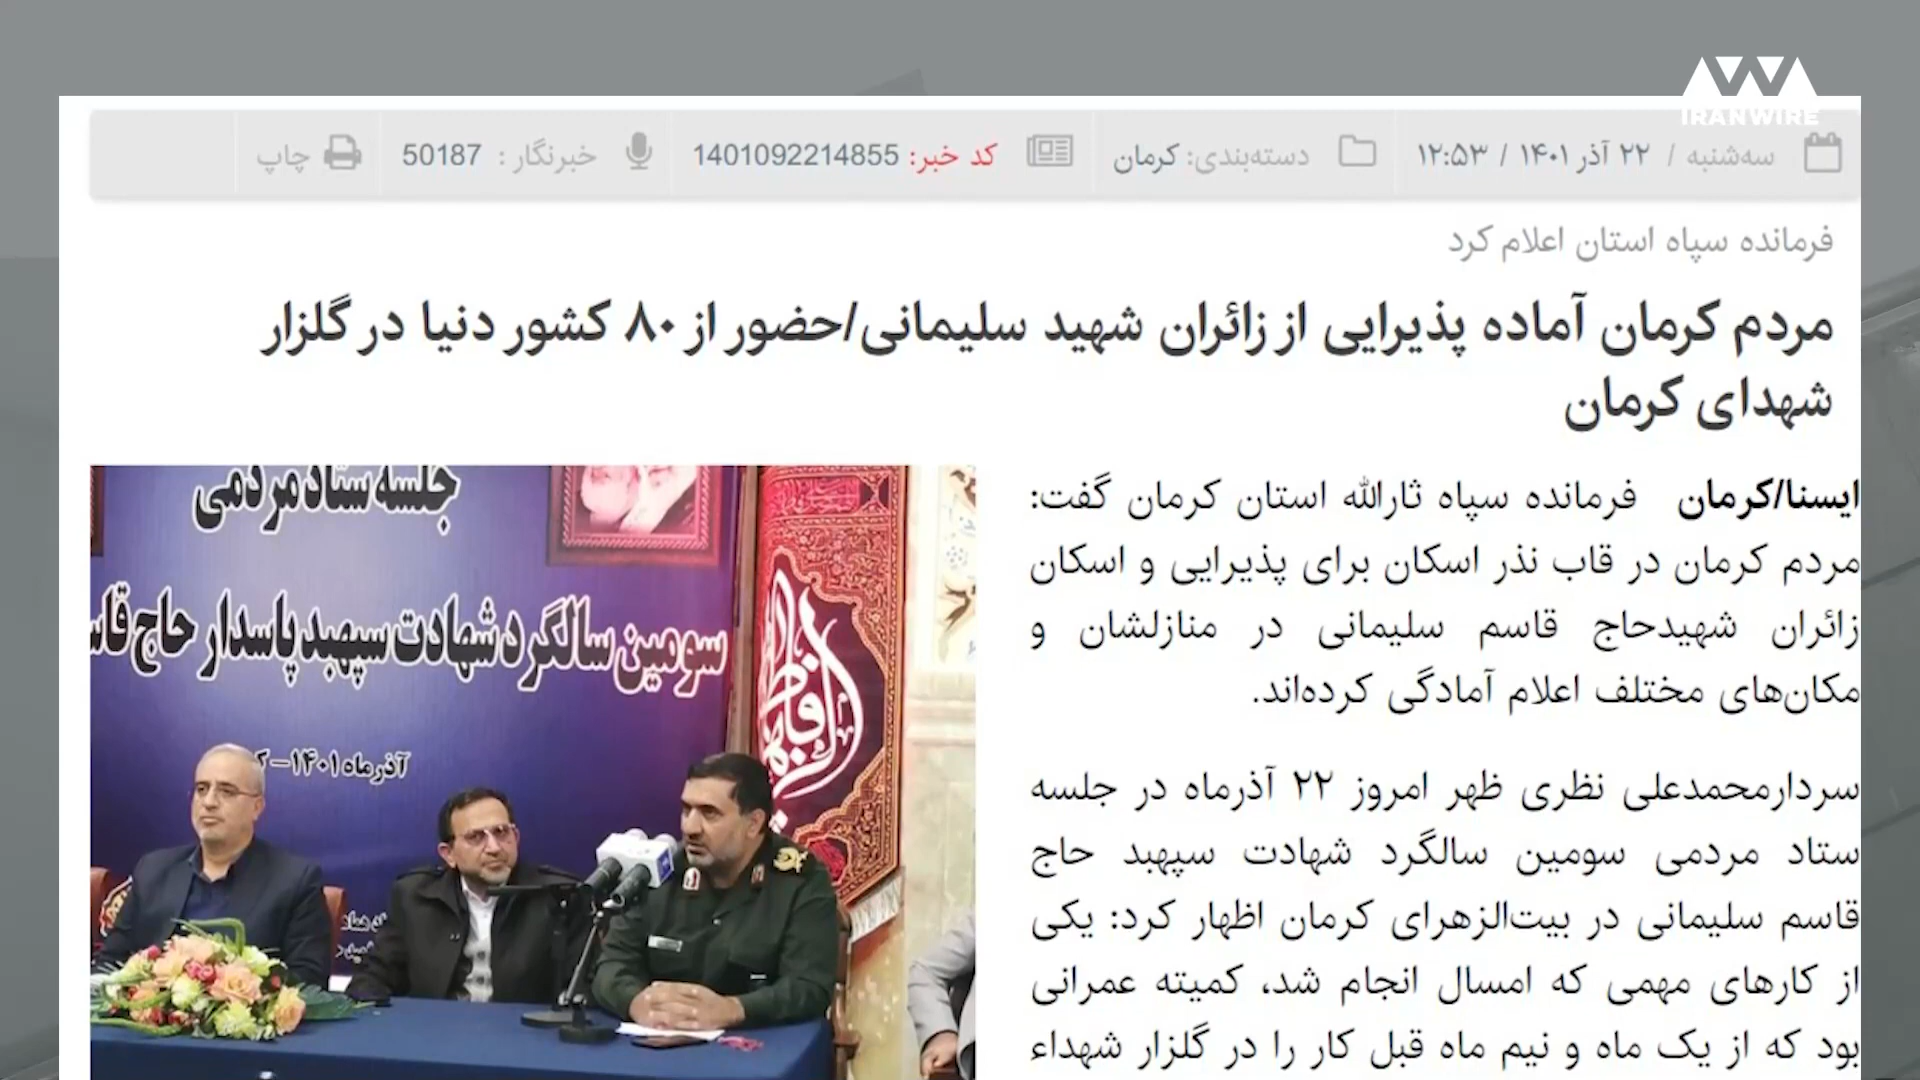 IRANWIRE
سه‌شنبه / ۲۲ آذر ۱۴۰۱ / ۱۲:۵۳ دسته‌بندی: کرمان کد خبر: 1401092214855 خبرنگار : 50187 چاپ
فرمانده سپاه استان اعلام کرد
مردم کرمان آماده پذیرایی از زائران شهید سلیمانی/حضور از ۸۰ کشور دنیا در گلزار
شهدای کرمان
ایسنا/کرمان فرمانده سپاه ثارالله استان کرمان گفت:
مردم کرمان در قاب نذر اسکان برای پذیرایی و اسکان
زائران شهیدحاج قاسم سلیمانی در منازلشان و
مکان‌های مختلف اعلام آمادگی کرده‌اند.
سردارمحمدعلی نظری ظهر امروز ۲۲ آذرماه در جلسه
ستاد مردمی سومین سالگرد شهادت سپهبد حاج
قاسم سلیمانی در بیت‌الزهرای کرمان اظهار کرد: یکی
از کارهای مهمی که امسال انجام شد، کمیته عمرانی
بود که از یک ماه و نیم ماه قبل کار را در گلزار شهداء
جلسه ستاد مردمی
سومین سالگرد شهادت سپهبد پاسدار حاج قاس
آذرماه ۱۴۰۱-ک